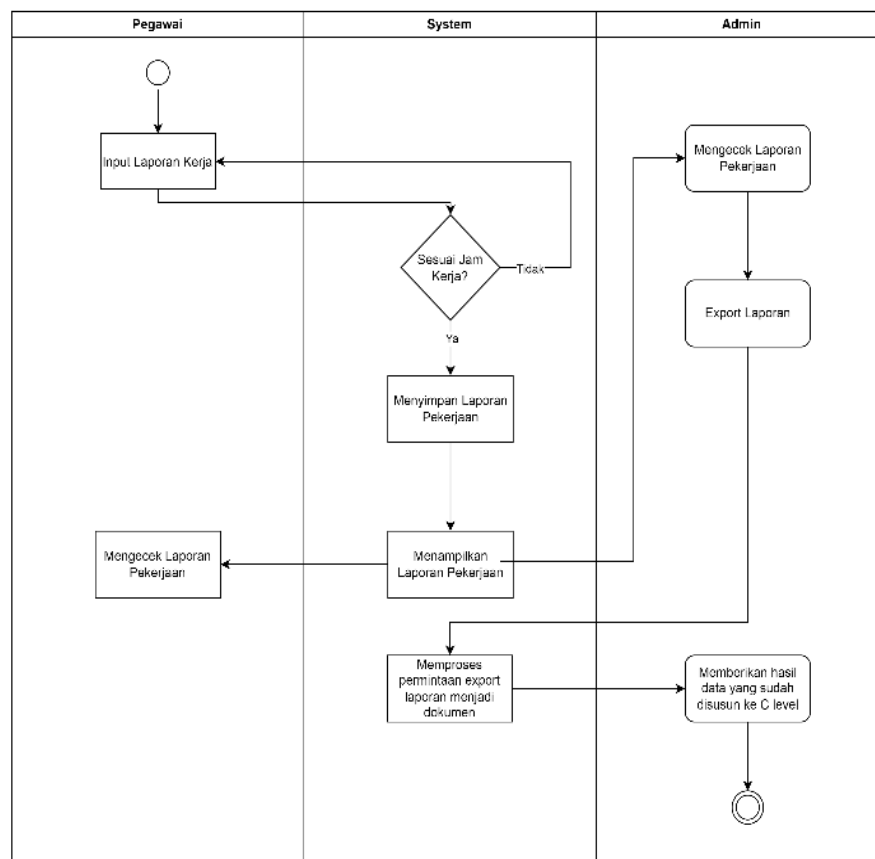 Pegawai
System
Admin
Input Laporan Kerja
Mengecek Laporan
Pekerjaan
Sesuai Jam
Kerja?
Tidak
Export Laporan
Ya
Menyimpan Laporan
Pekerjaan
Mengecek Laporan
Pekerjaan
Menampilkan
Laporan Pekerjaan
Memproses
permintaan export
laporan menjadi
dokumen
Memberikan hasil
data yang sudah
disusun ke C level